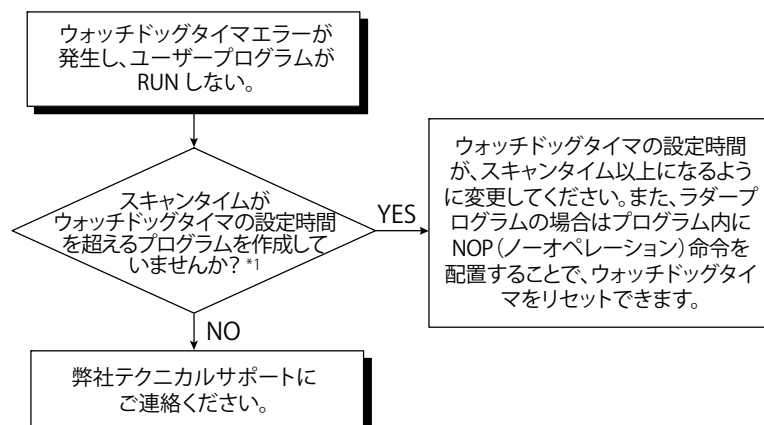 ウォッチドッグタイマエラーが
発生し、ユーザープログラムが
RUN しない。
スキャンタイムが
ウォッチドッグタイマの設定時間
を超えるプログラムを作成して
いませんか? *1
YES
ウォッチドッグタイマの設定時間
が、スキャンタイム以上になるよう
に変更してください。また、ラダープ
ログラムの場合はプログラム内に
NOP（ノーオペレーション）命令を
配置することで、ウォッチドッグタイ
マをリセットできます。
NO
弊社テクニカルサポートに
ご連絡ください。